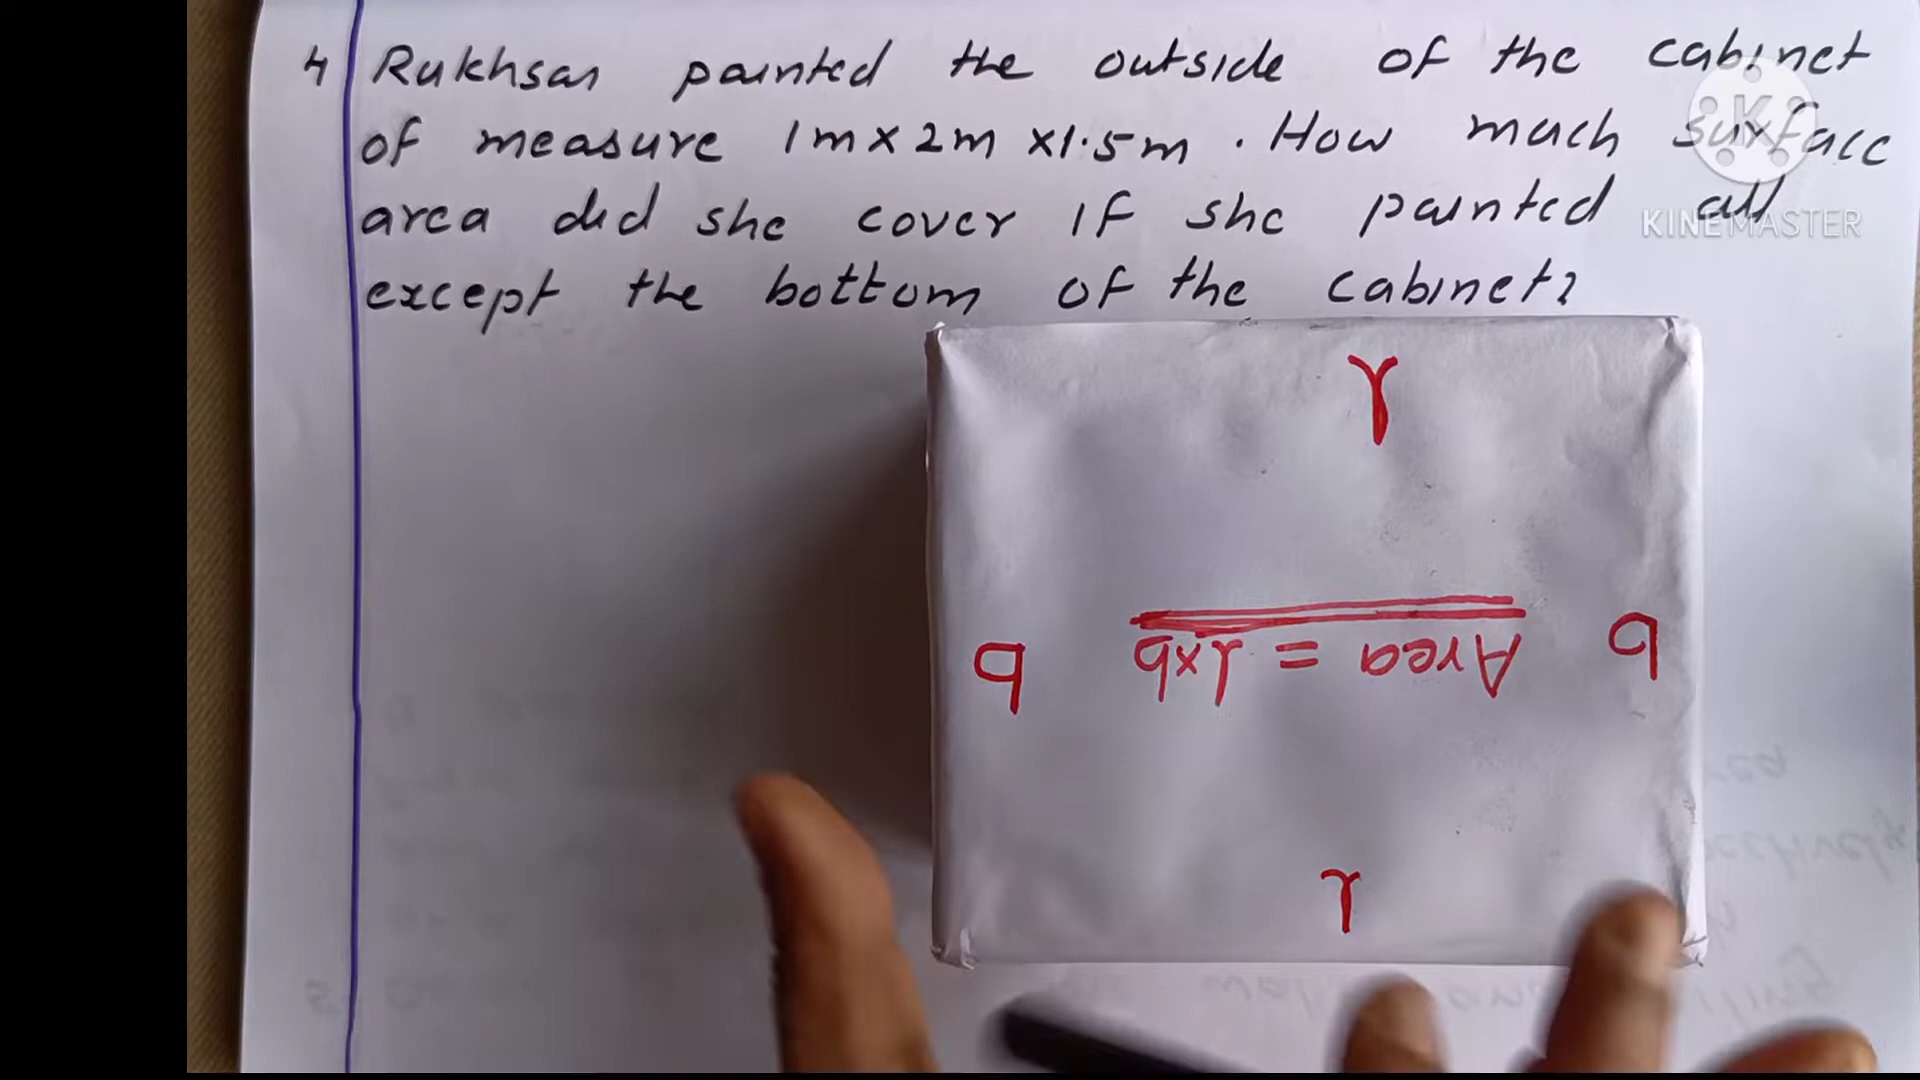 4 Rukhsar painted the outside of the cabinet
of measure 1m x 2m x 1.5m. How much surface
area did she cover if she painted all
except the bottom of the cabinet?
K
KINEMASTER
l
b
Area = l×b
b
l